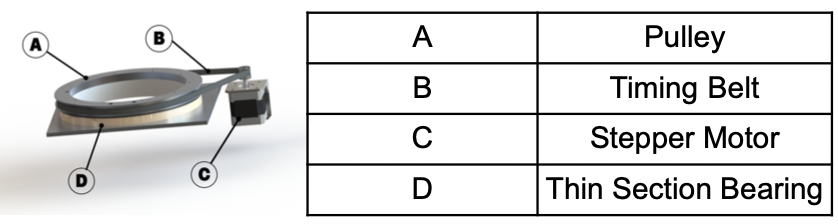 A
B
C
D
A Pulley
B Timing Belt
C Stepper Motor
D Thin Section Bearing